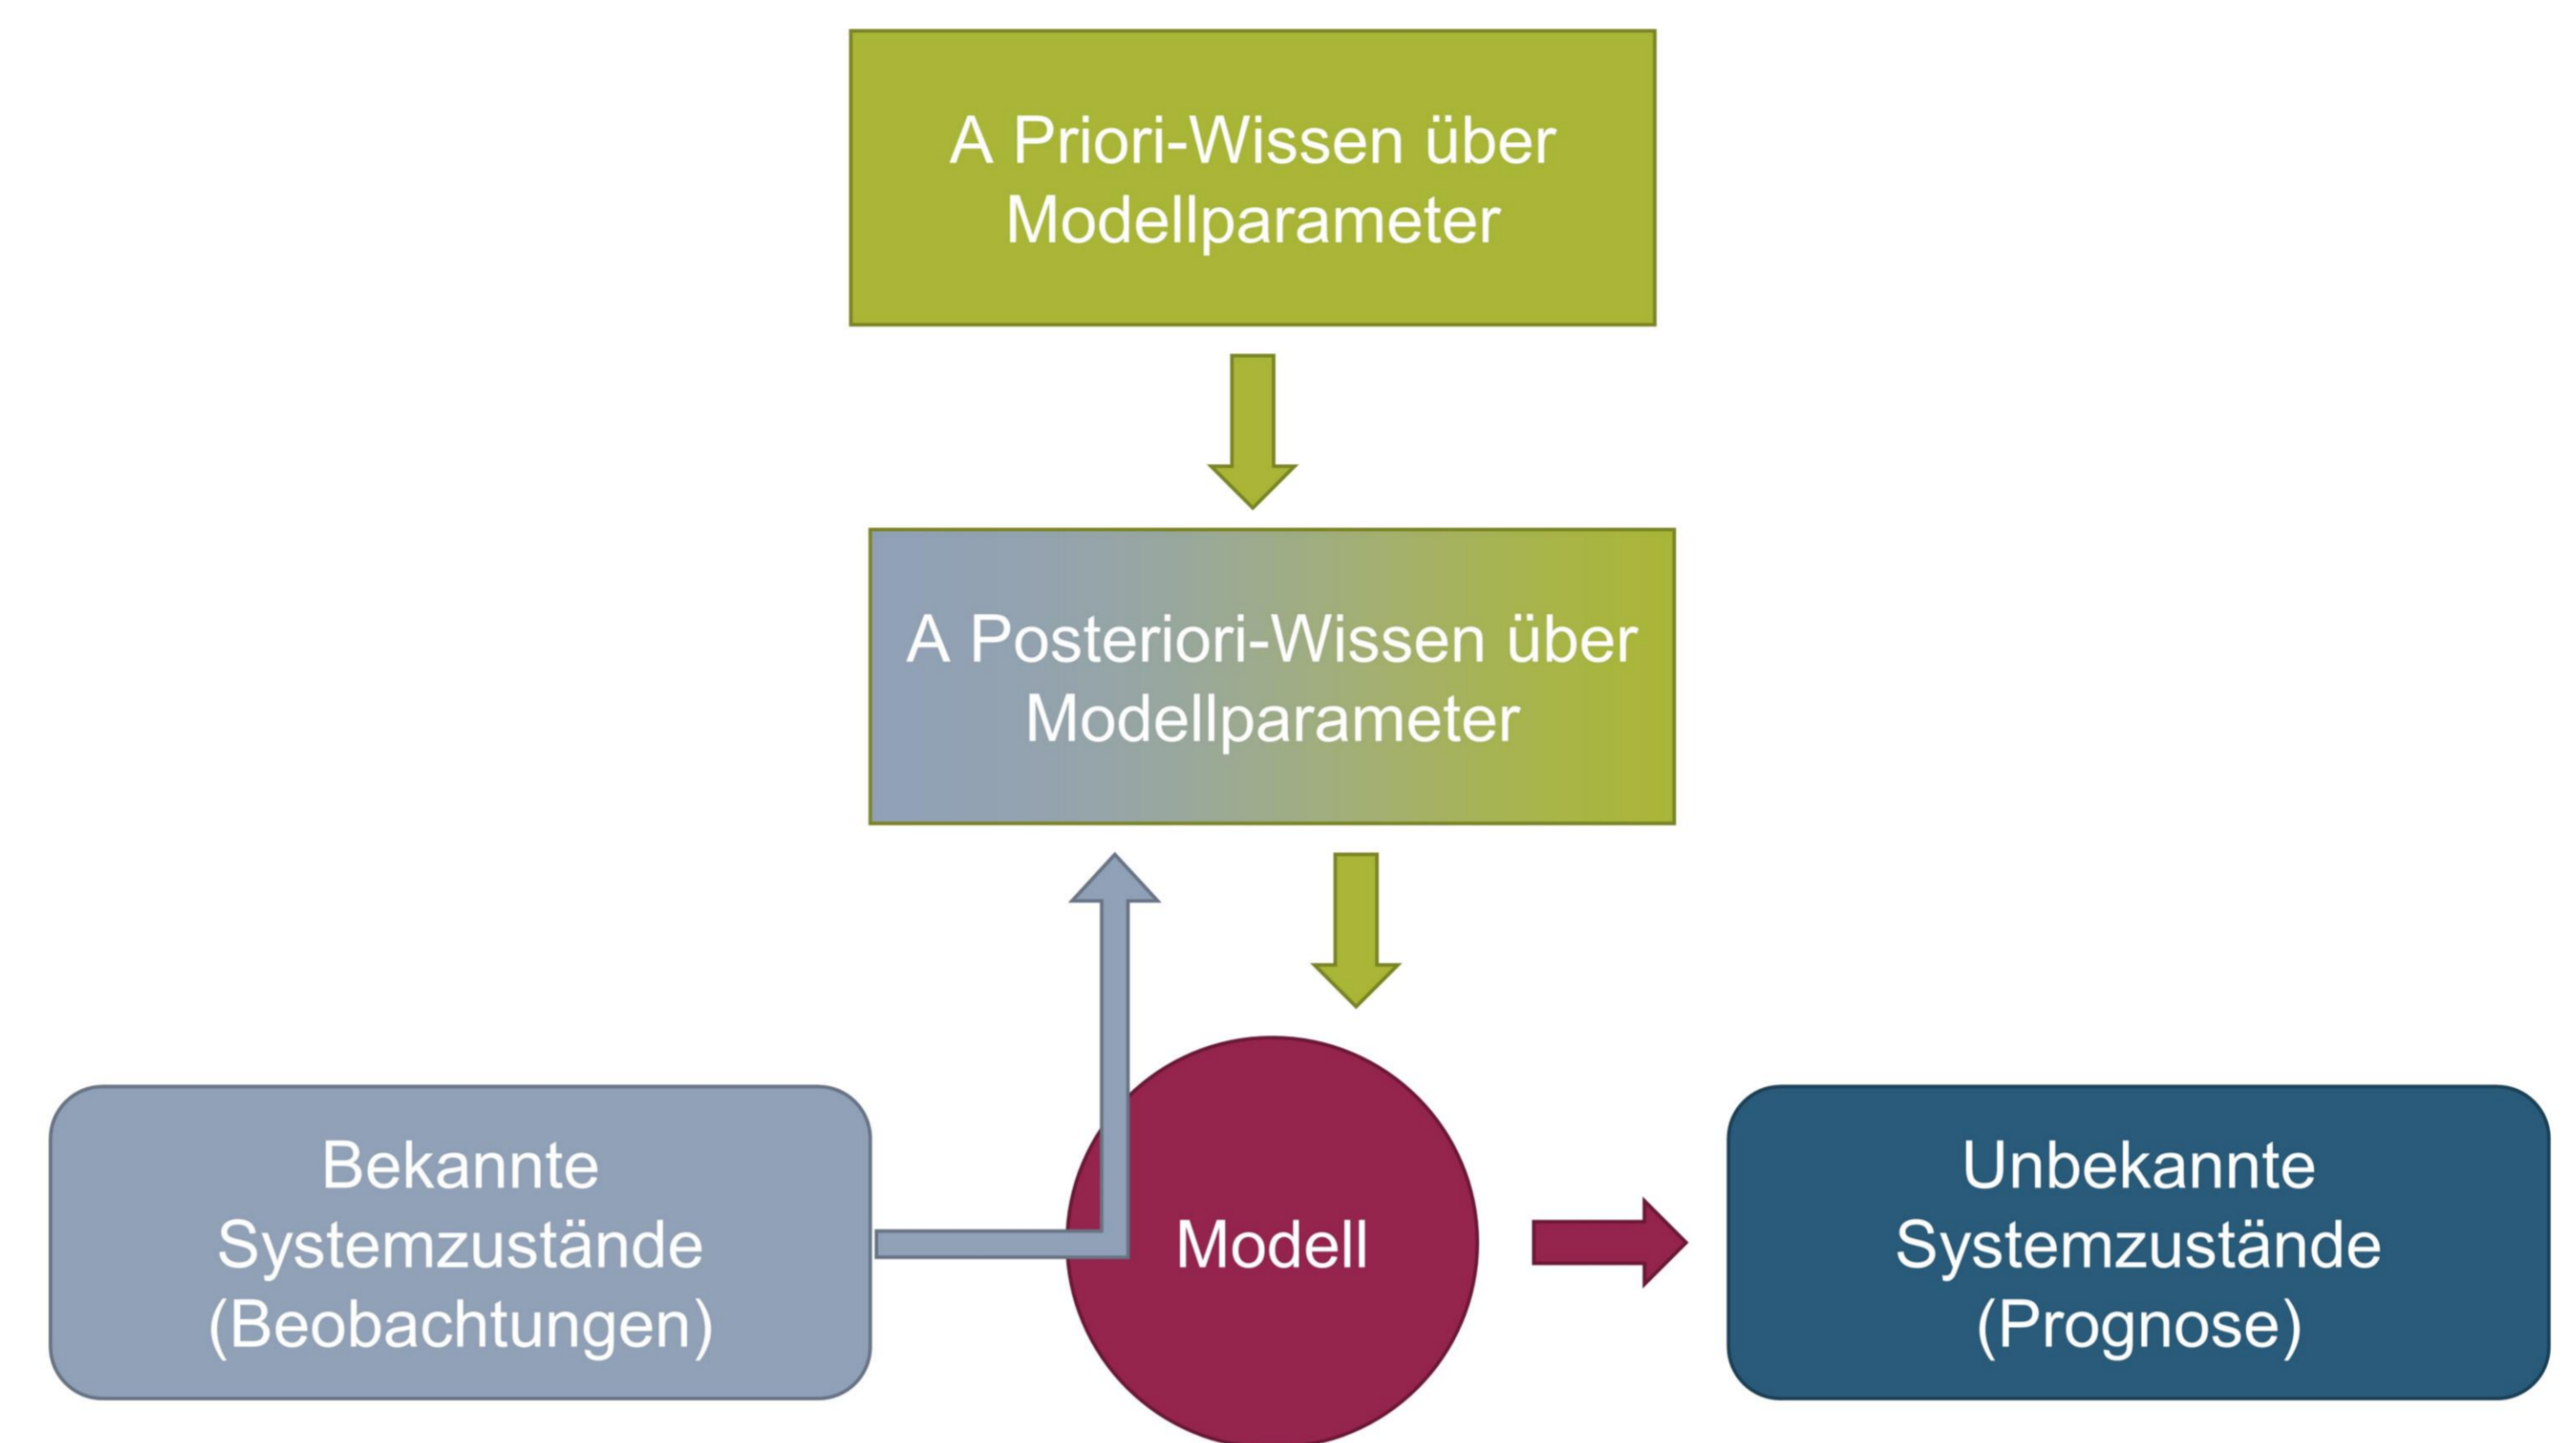 A Priori-Wissen über
Modellparameter
A Posteriori-Wissen über
Modellparameter
Bekannte
Systemzustände
(Beobachtungen)
Modell
Unbekannte
Systemzustände
(Prognose)